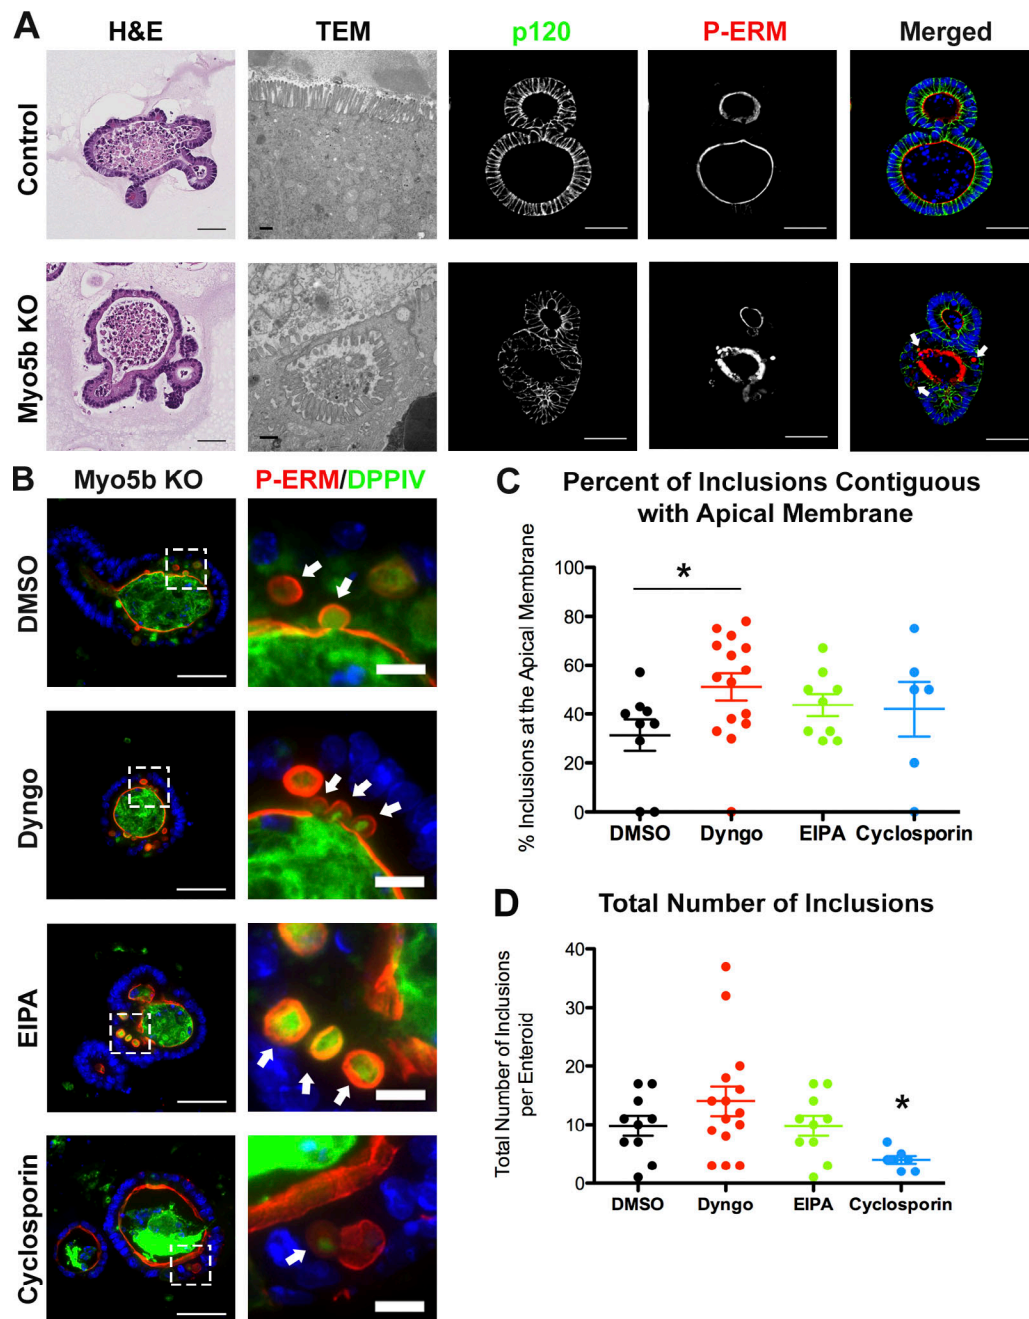 A
H&E TEM p120 P-ERM Merged
Control
Myo5b KO
B
Myo5b KO P-ERM/DPPIV
DMSO
Dyngo
EIPA
Cyclosporin
C Percent of Inclusions Contiguous
with Apical Membrane
% Inclusions at the Apical Membrane
100
80
60
40
20
0
*
DMSO Dyngo EIPA Cyclosporin
D Total Number of Inclusions
Total Number of Inclusions
per Enteroid
40
30
20
10
0
*
DMSO Dyngo EIPA Cyclosporin